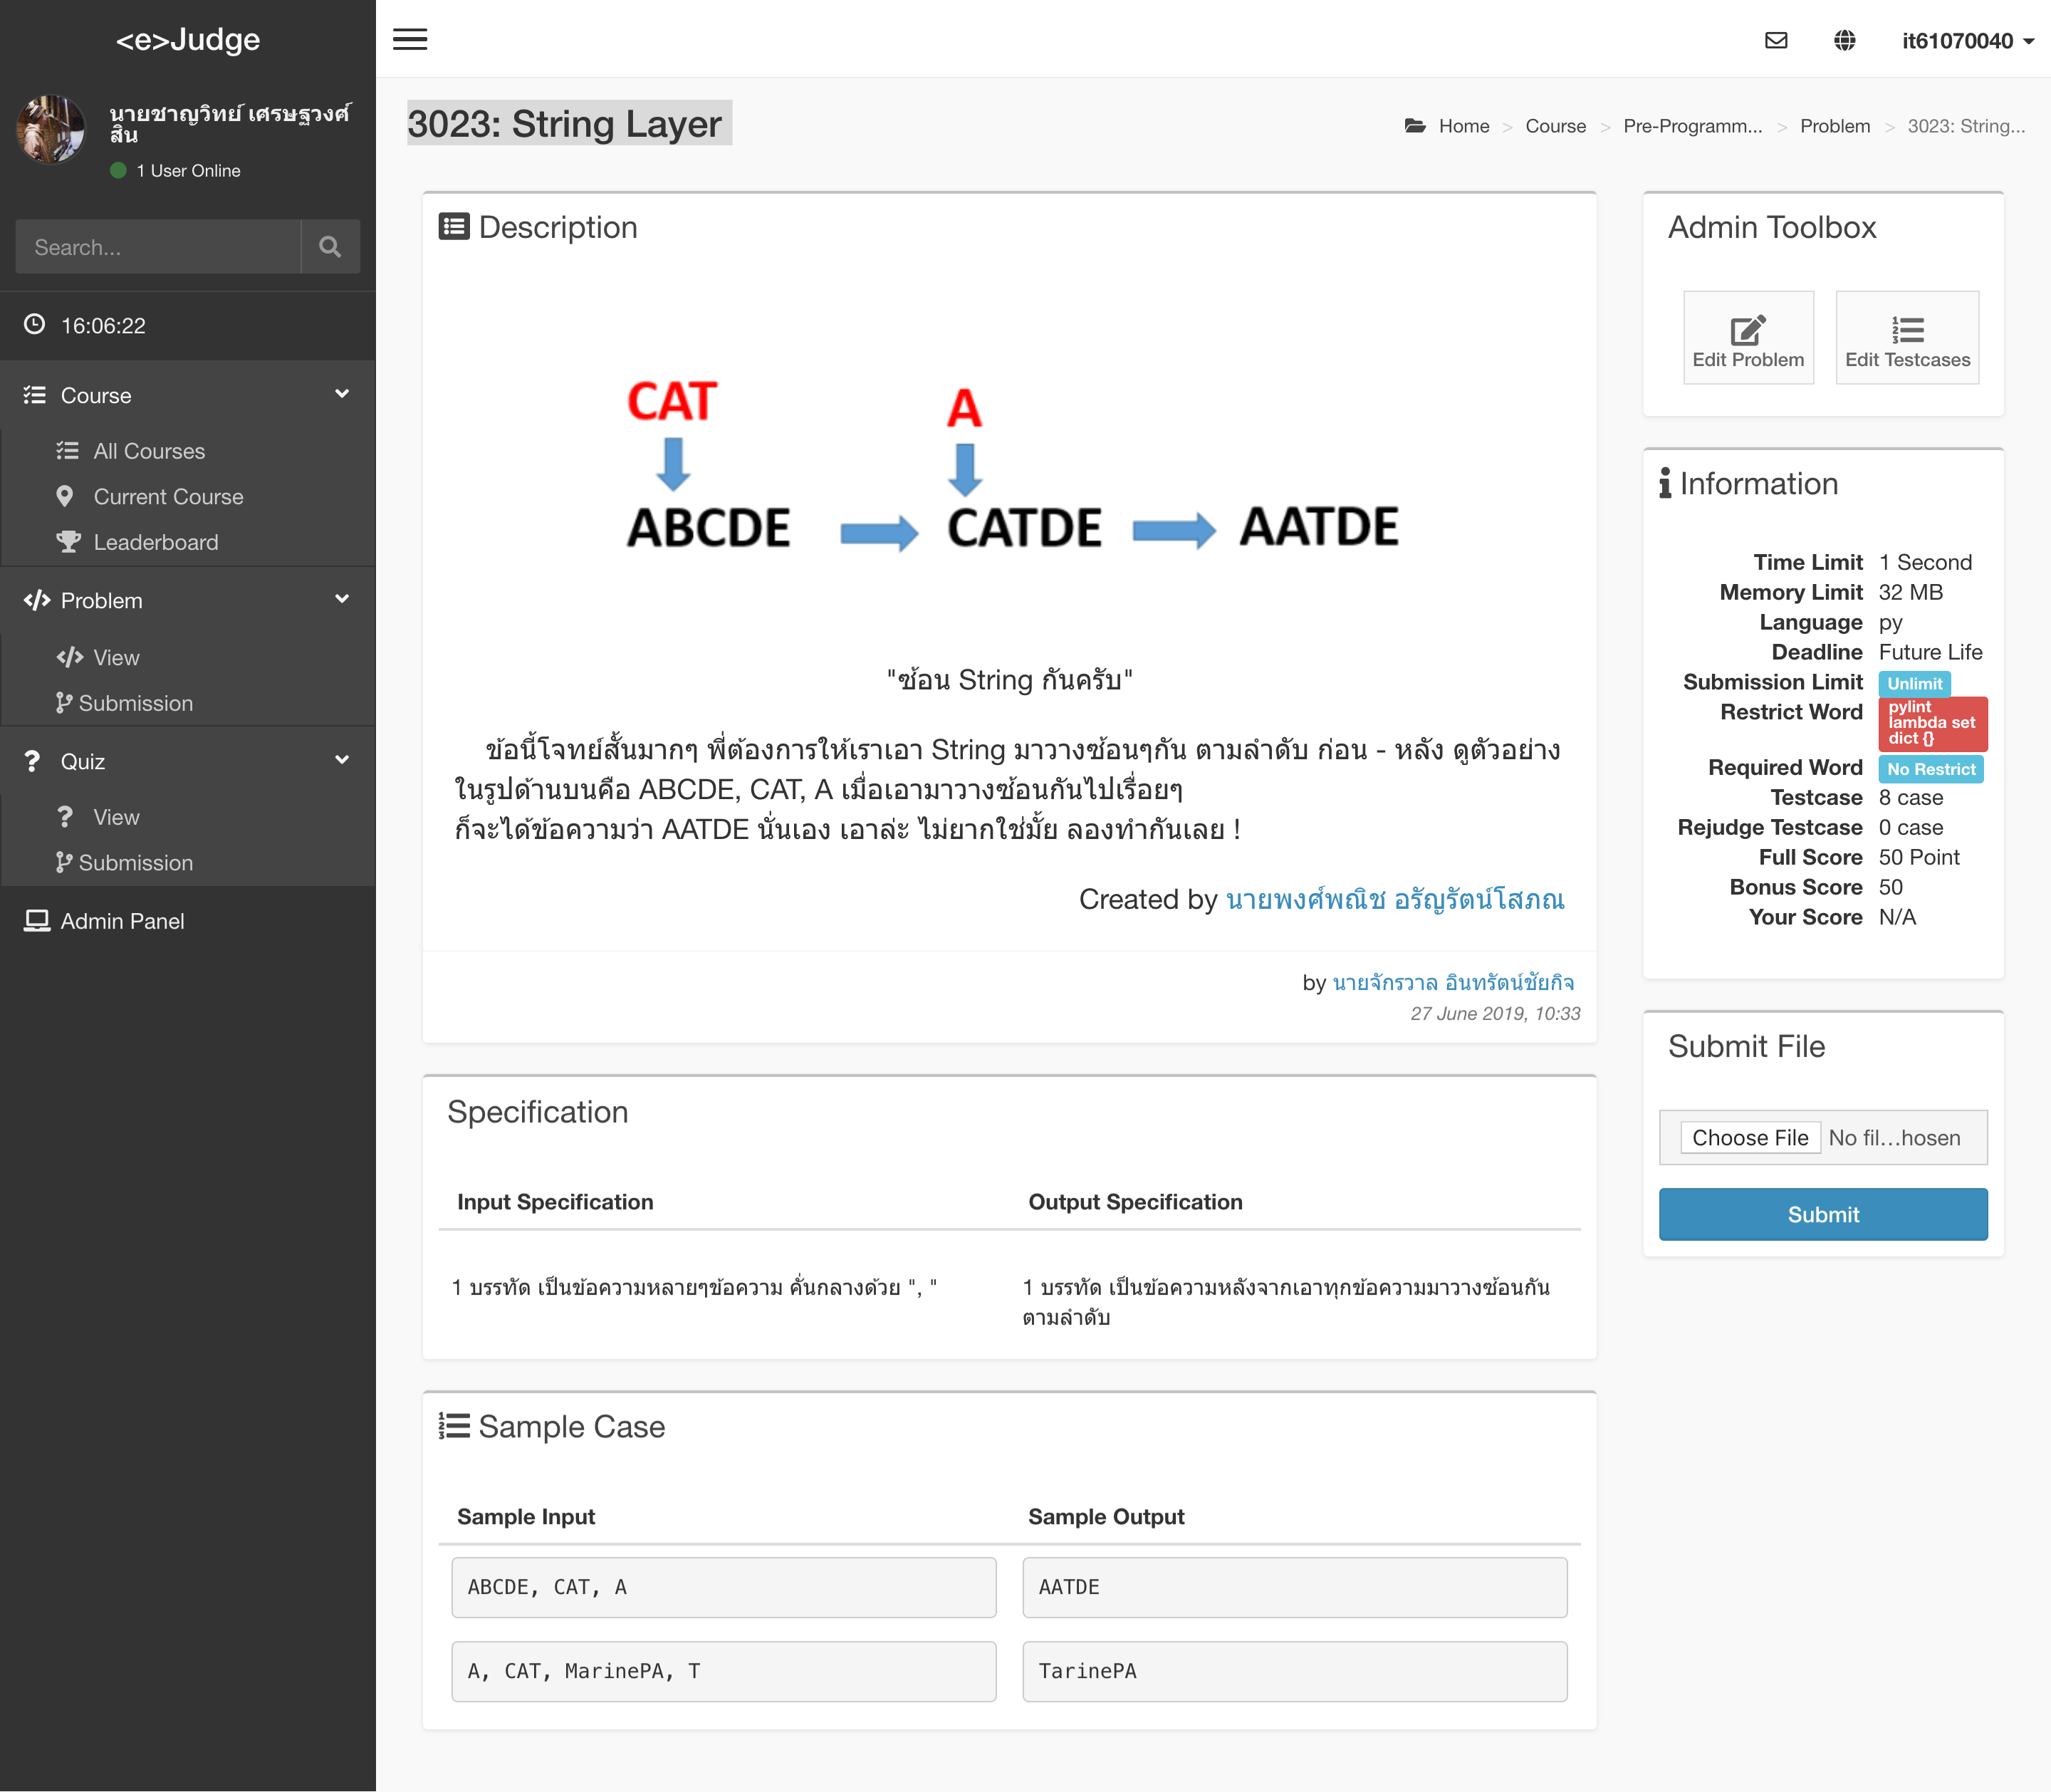 <e>Judge
it61070040
นายชาญวิทย์ เศรษฐวงศ์
สิน
1 User Online
Search...
16:06:22
Course
All Courses
Current Course
Leaderboard
Problem
View
Submission
Quiz
View
Submission
Admin Panel
3023: String Layer
Home > Course > Pre-Programm... > Problem > 3023: String...
Description
CAT
A
ABCDE
CATDE
AATDE
"ซ้อน String กันครับ"
ข้อนี้โจทย์สั้นมากๆ พี่ต้องการให้เราเอา String มาวางซ้อนๆกัน ตามลำดับ ก่อน - หลัง ดูตัวอย่าง
ในรูปด้านบนคือ ABCDE, CAT, A เมื่อเอามาวางซ้อนกันไปเรื่อยๆ
ก็จะได้ข้อความว่า AATDE นั่นเอง เอาล่ะ ไม่ยากใช่มั้ย ลองทำกันเลย !
Created by นายพงศ์พณิช อรัญรัตน์โสภณ
by นายจักรวาล อินทรัตน์ชัยกิจ
27 June 2019, 10:33
Specification
Input Specification
Output Specification
1 บรรทัด เป็นข้อความหลายๆข้อความ คั่นกลางด้วย ", "
1 บรรทัด เป็นข้อความหลังจากเอาทุกข้อความมาวางซ้อนกัน
ตามลำดับ
Sample Case
Sample Input
Sample Output
ABCDE, CAT, A
AATDE
A, CAT, MarinePA, T
TarinePA
Admin Toolbox
Edit Problem
Edit Testcases
Information
Time Limit 1 Second
Memory Limit 32 MB
Language py
Deadline Future Life
Submission Limit Unlimit
Restrict Word pylint
lambda set
dict {}
Required Word No Restrict
Testcase 8 case
Rejudge Testcase 0 case
Full Score 50 Point
Bonus Score 50
Your Score N/A
Submit File
Choose File No fil...hosen
Submit